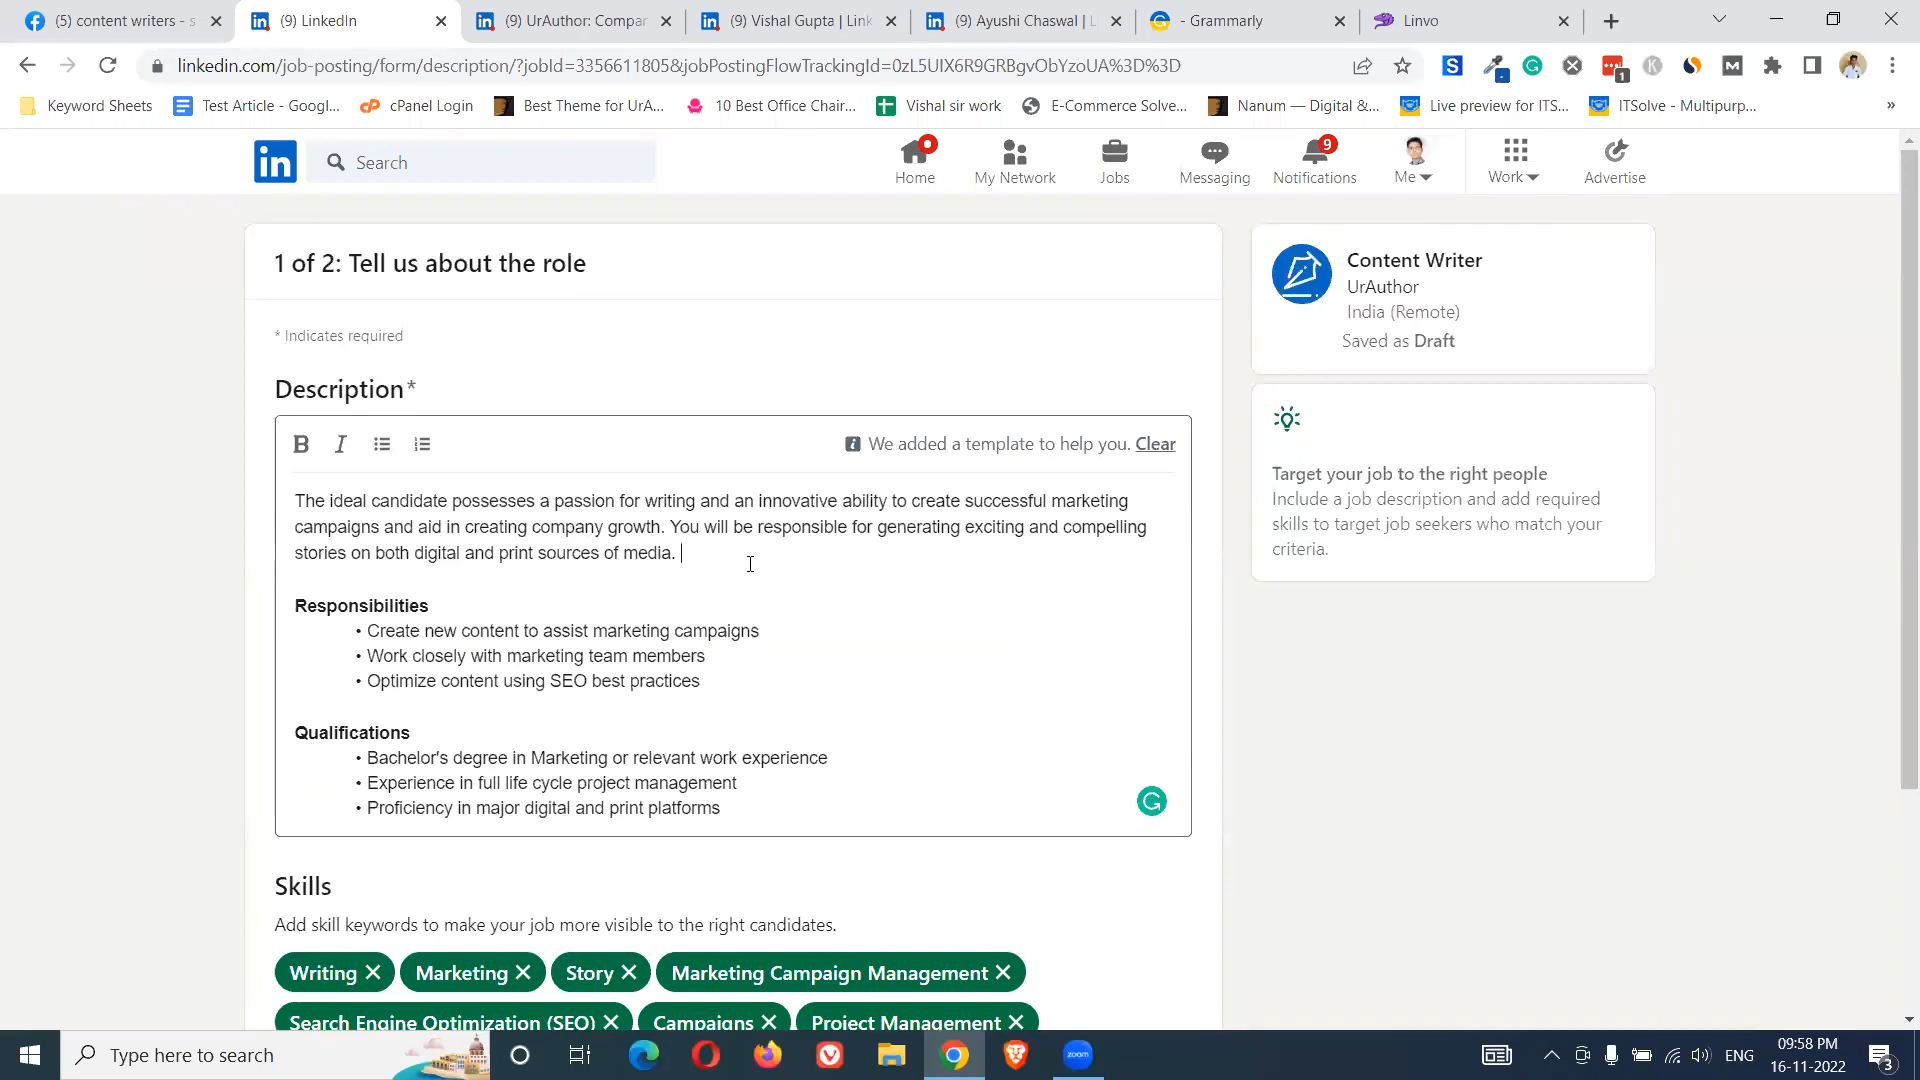 (5) content writers - s
(9) LinkedIn
(9) UrAuthor: Compar
(9) Vishal Gupta | Link
(9) Ayushi Chaswal | L
- Grammarly
Linvo
linkedin.com/job-posting/form/description/?jobId=3356611805&jobPostingFlowTrackingId=0zL5UIX6R9GRBgvObYzoUA%3D%3D
1
Keyword Sheets
Test Article - Googl...
cPanel Login
Best Theme for UrA...
10 Best Office Chair...
Vishal sir work
E-Commerce Solve...
Nanum — Digital &...
Live preview for ITS...
ITSolve - Multipurp...
»
in
Search
Home
My Network
Jobs
Messaging
9
Notifications
Me
Work
Advertise
1 of 2: Tell us about the role
* Indicates required
Description*
B I
We added a template to help you. Clear
The ideal candidate possesses a passion for writing and an innovative ability to create successful marketing
campaigns and aid in creating company growth. You will be responsible for generating exciting and compelling
stories on both digital and print sources of media.
Responsibilities
• Create new content to assist marketing campaigns
• Work closely with marketing team members
• Optimize content using SEO best practices
Qualifications
• Bachelor's degree in Marketing or relevant work experience
• Experience in full life cycle project management
• Proficiency in major digital and print platforms
Skills
Add skill keywords to make your job more visible to the right candidates.
Writing
Marketing
Story
Marketing Campaign Management
Search Engine Optimization (SEO)
Campaigns
Project Management
Content Writer
UrAuthor
India (Remote)
Saved as Draft
Target your job to the right people
Include a job description and add required
skills to target job seekers who match your
criteria.
Type here to search
zoom
ENG
09:58 PM
16-11-2022
3